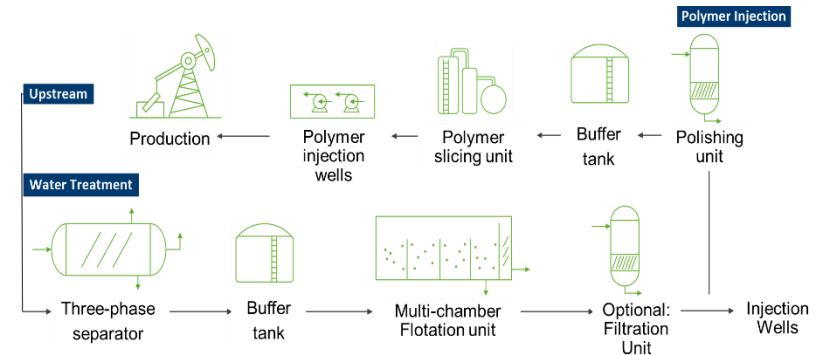 Polymer Injection
Upstream
Production
Polymer
injection
wells
Polymer
slicing unit
Buffer
tank
Polishing
unit
Water Treatment
Three-phase
separator
Buffer
tank
Multi-chamber
Flotation unit
Optional:
Filtration
Unit
Injection
Wells